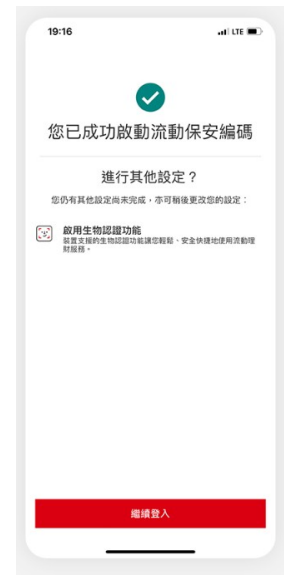 19:16
LTE
您已成功啟動流動保安編碼
進行其他設定？
您仍有其他設定尚未完成，亦可稍後更改您的設定：
啟用生物認證功能
裝置支援的生物認證功能讓您輕鬆、安全快捷地使用流動理
財服務。
繼續登入